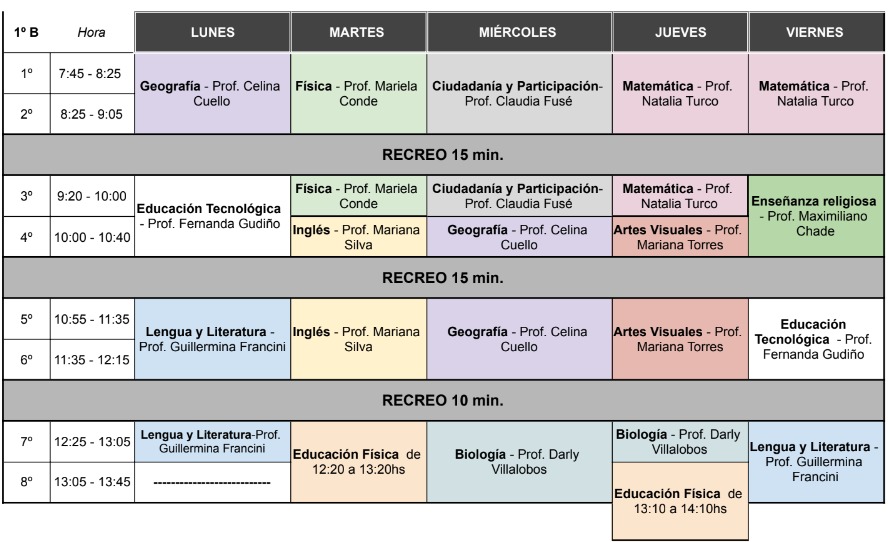 1º B Hora LUNES MARTES MIÉRCOLES JUEVES VIERNES
1º 7:45 - 8:25
2º 8:25 - 9:05
Geografía - Prof. Celina
Cuello
Física - Prof. Mariela
Conde
Ciudadanía y Participación-
Prof. Claudia Fusé
Matemática - Prof.
Natalia Turco
Matemática - Prof.
Natalia Turco
RECREO 15 min.
3º 9:20 - 10:00
4º 10:00 - 10:40
Educación Tecnológica
- Prof. Fernanda Gudiño
Física - Prof. Mariela
Conde
Inglés - Prof. Mariana
Silva
Ciudadanía y Participación-
Prof. Claudia Fusé
Geografía - Prof. Celina
Cuello
Matemática - Prof.
Natalia Turco
Artes Visuales - Prof.
Mariana Torres
Enseñanza religiosa
- Prof. Maximiliano
Chade
RECREO 15 min.
5º 10:55 - 11:35
6º 11:35 - 12:15
Lengua y Literatura -
Prof. Guillermina Francini
Inglés - Prof. Mariana
Silva
Geografía - Prof. Celina
Cuello
Artes Visuales - Prof.
Mariana Torres
Educación
Tecnológica - Prof.
Fernanda Gudiño
RECREO 10 min.
7º 12:25 - 13:05
8º 13:05 - 13:45
Lengua y Literatura-Prof.
Guillermina Francini
---------------------------
Educación Física de
12:20 a 13:20hs
Biología - Prof. Darly
Villalobos
Biología - Prof. Darly
Villalobos
Educación Física de
13:10 a 14:10hs
Lengua y Literatura -
Prof. Guillermina
Francini